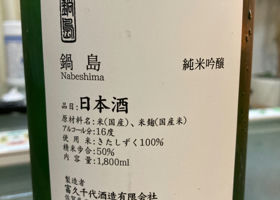 鍋島
鍋島
Nabeshima
純米吟醸
品目:日本酒
原材料名:米(国産)、米麹(国産米)
アルコール分:16度
使用米:きたしずく100%
精米歩合:50%
内容量:1,800ml
製造者
富久千代酒造有限会社